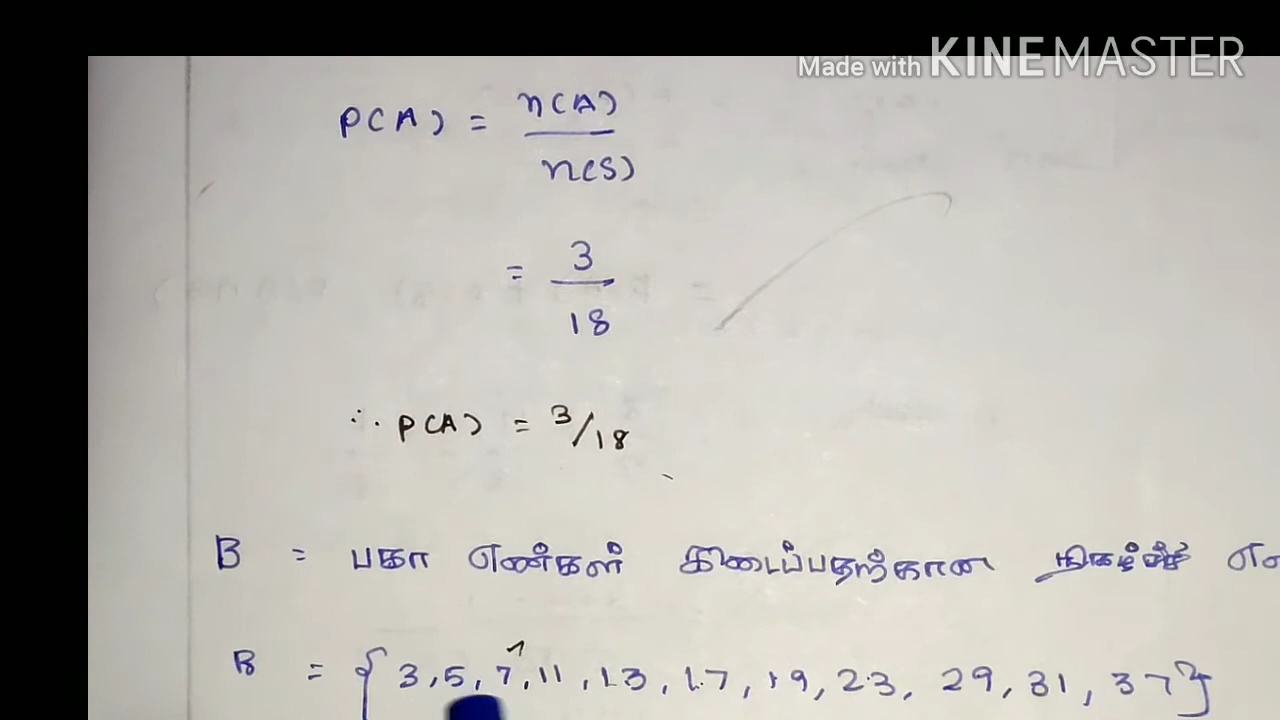 Made with KINEMASTER
P(A) = n(A)
n(S)
= 3
18
∴ P(A) = 3/18
B = பகா எண்கள் கிடைப்பதற்கான நிகழ்ச்சி
B = { 3, 5, 7, 11, 13, 17, 19, 23, 29, 31, 37 }